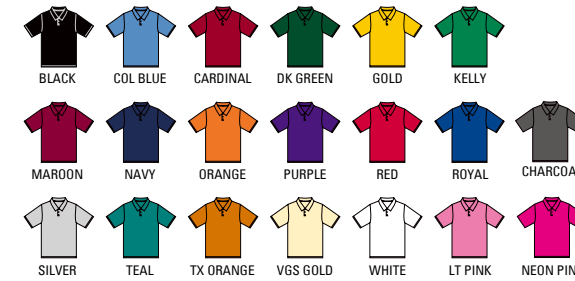 BLACK COL BLUE CARDINAL DK GREEN GOLD KELLY
MAROON NAVY ORANGE PURPLE RED ROYAL CHARCOA
SILVER TEAL TX ORANGE VGS GOLD WHITE LT PINK NEON PIN